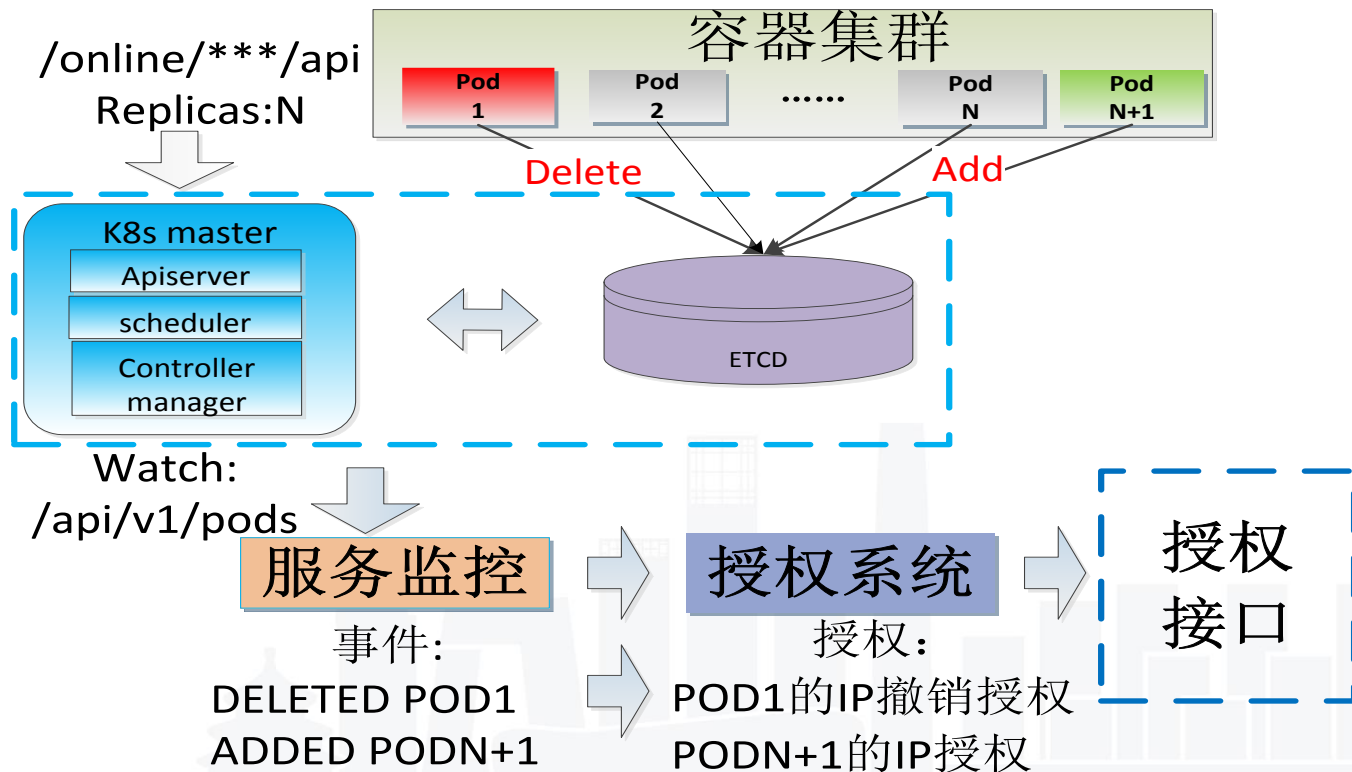 /online/***/api
Replicas:N
容器集群
Pod
1
Pod
2
······
Pod
N
Pod
N+1
Delete
Add
K8s master
Apiserver
scheduler
Controller
manager
ETCD
Watch:
/api/v1/pods
服务监控
授权系统
授权
接口
事件:
DELETED POD1
ADDED PODN+1
授权：
POD1的IP撤销授权
PODN+1的IP授权